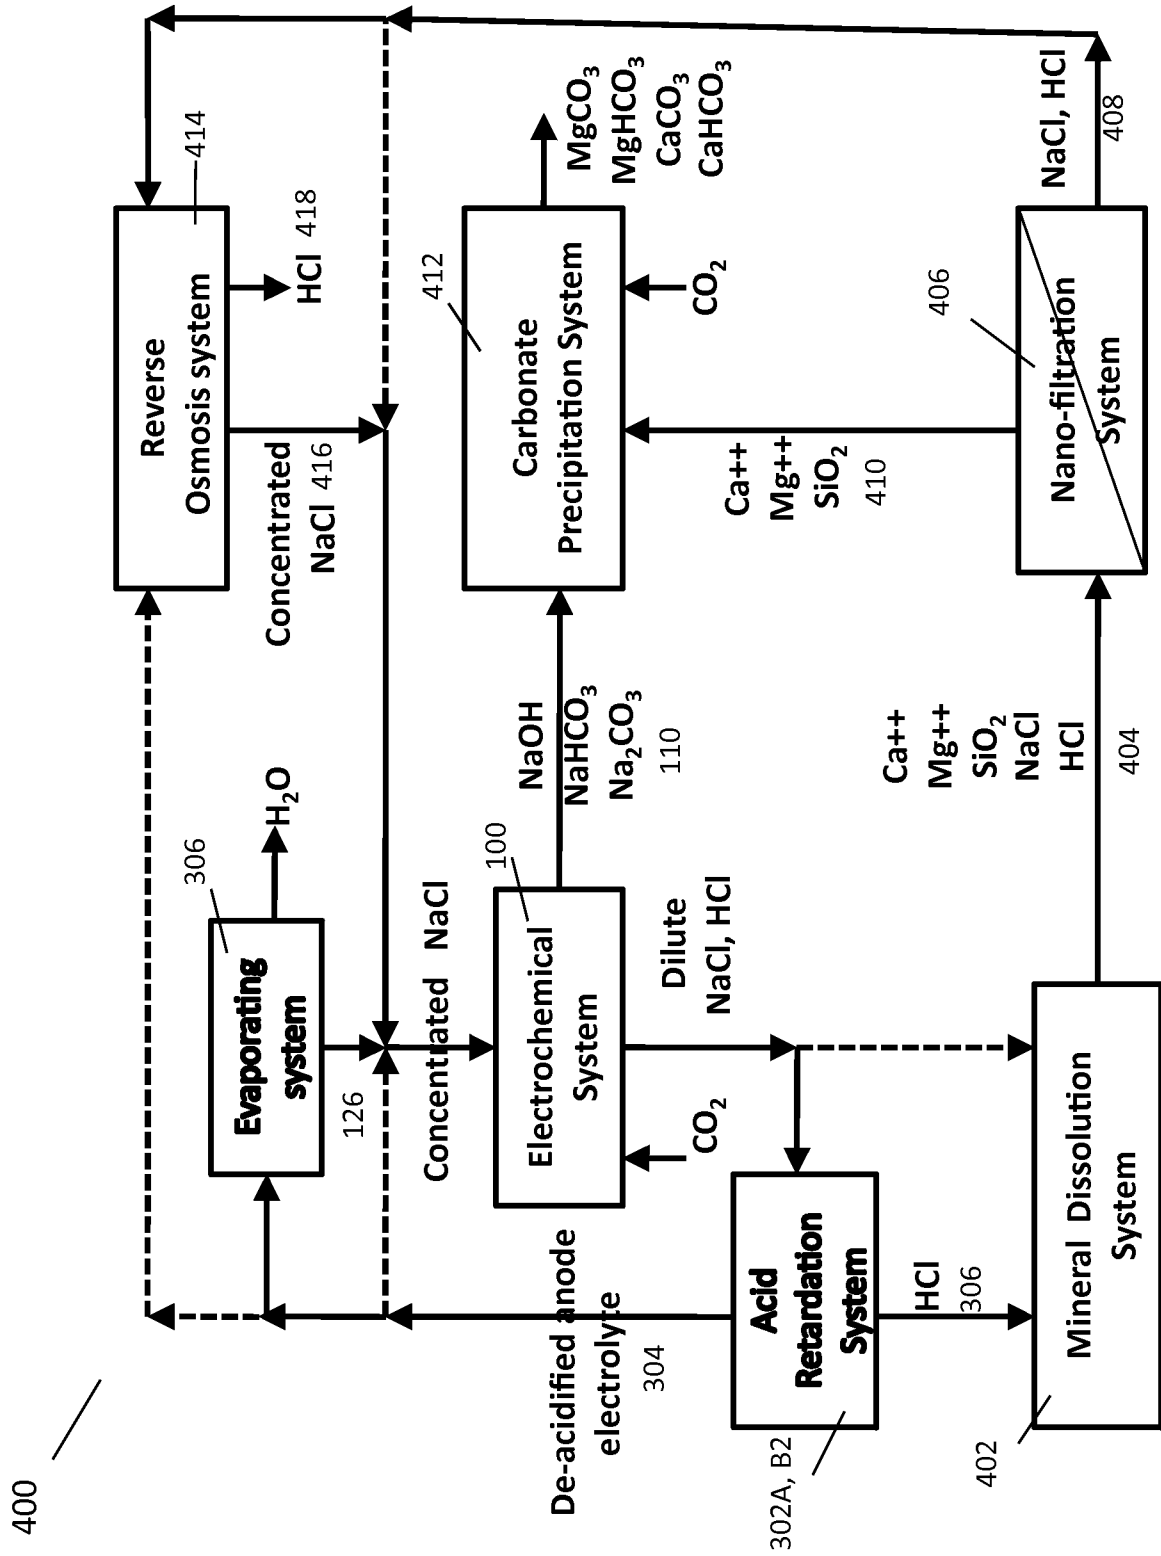 400
Reverse
Osmosis system
414
HCl 418
Concentrated
NaCl 416
Evaporating
system
306
H₂O
126
Concentrated NaCl
Electrochemical
System
100
CO₂
NaOH
NaHCO₃
Na₂CO₃
110
Carbonate
Precipitation System
412
CO₂
MgCO₃
MgHCO₃
CaCO₃
CaHCO₃
Dilute
NaCl, HCl
De-acidified anode
electrolyte
304
Acid
Retardation
System
302A, B2
HCl
306
Mineral Dissolution
System
402
Ca++
Mg++
SiO₂
NaCl
HCl
404
Nano-filtration
System
406
Ca++
Mg++
SiO₂
410
NaCl, HCl
408